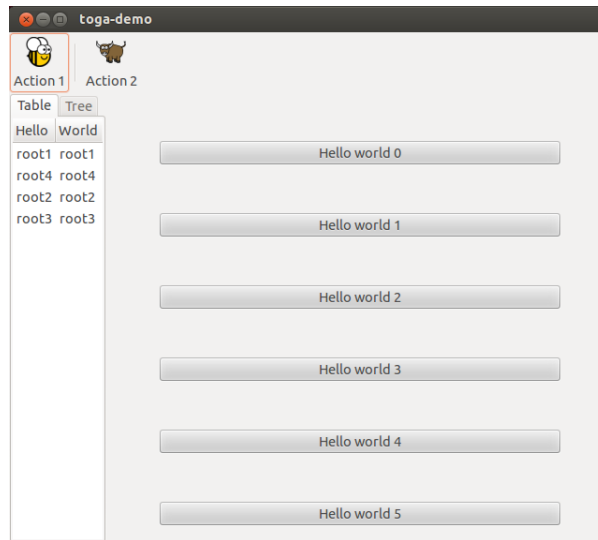 toga-demo
Action 1 Action 2
Table Tree
Hello World
root1 root1
root4 root4
root2 root2
root3 root3
Hello world 0
Hello world 1
Hello world 2
Hello world 3
Hello world 4
Hello world 5